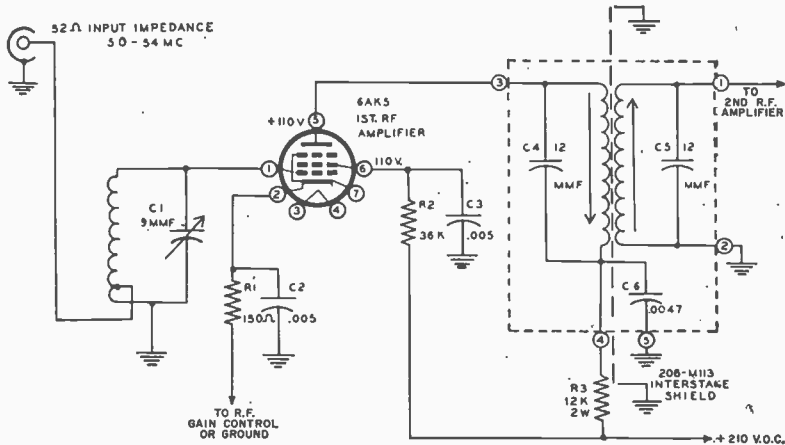 52Ω INPUT IMPEDANCE
50-54 MC
C1
9MMF
+110V
6AK5
1ST. RF
AMPLIFIER
110V.
1
2
3
4
5
6
7
R1
150Ω
C2
.005
TO R.F.
GAIN CONTROL
OR GROUND
R2
36K
C3
.005
3
C4
12
MMF
C5
12
MMF
1
TO
2ND R.F.
AMPLIFIER
2
C6
.0047
4
5
R3
12K
2W
206-M113
INTERSTAGE
SHIELD
+210 V.D.C.